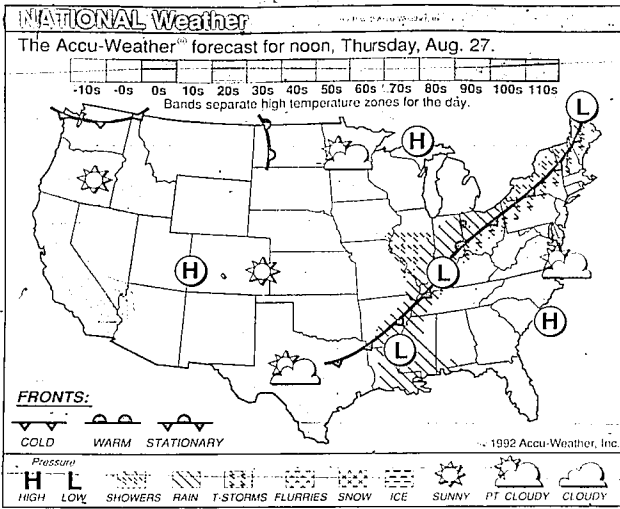 NATIONAL Weather
The Accu-Weather forecast for noon, Thursday, Aug. 27.
-10s -0s 0s 10s 20s 30s 40s 50s 60s 70s 80s 90s 100s 110s
Bands separate high temperature zones for the day.
L
H
H
L
H
L
FRONTS:
COLD WARM STATIONARY
1992 Accu-Weather, Inc.
Pressure
H L
HIGH LOW SHOWERS RAIN T-STORMS FLURRIES SNOW ICE SUNNY PT CLOUDY CLOUDY